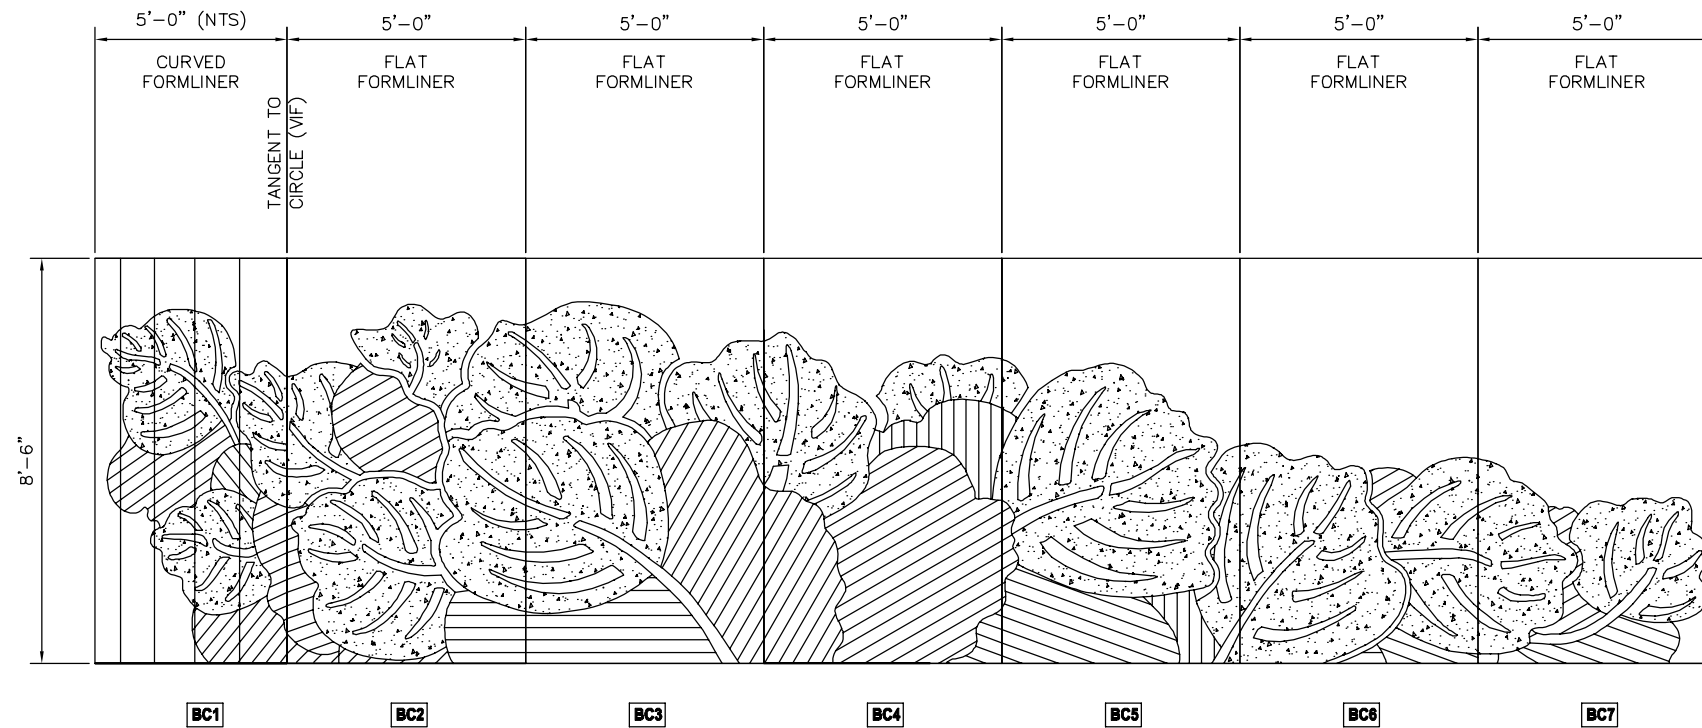 5'-0" (NTS)
5'-0"
5'-0"
5'-0"
5'-0"
5'-0"
5'-0"
CURVED
FORMLINER
FLAT
FORMLINER
FLAT
FORMLINER
FLAT
FORMLINER
FLAT
FORMLINER
FLAT
FORMLINER
FLAT
FORMLINER
TANGENT TO
CIRCLE (VIF)
8'-6"
BC1
BC2
BC3
BC4
BC5
BC6
BC7